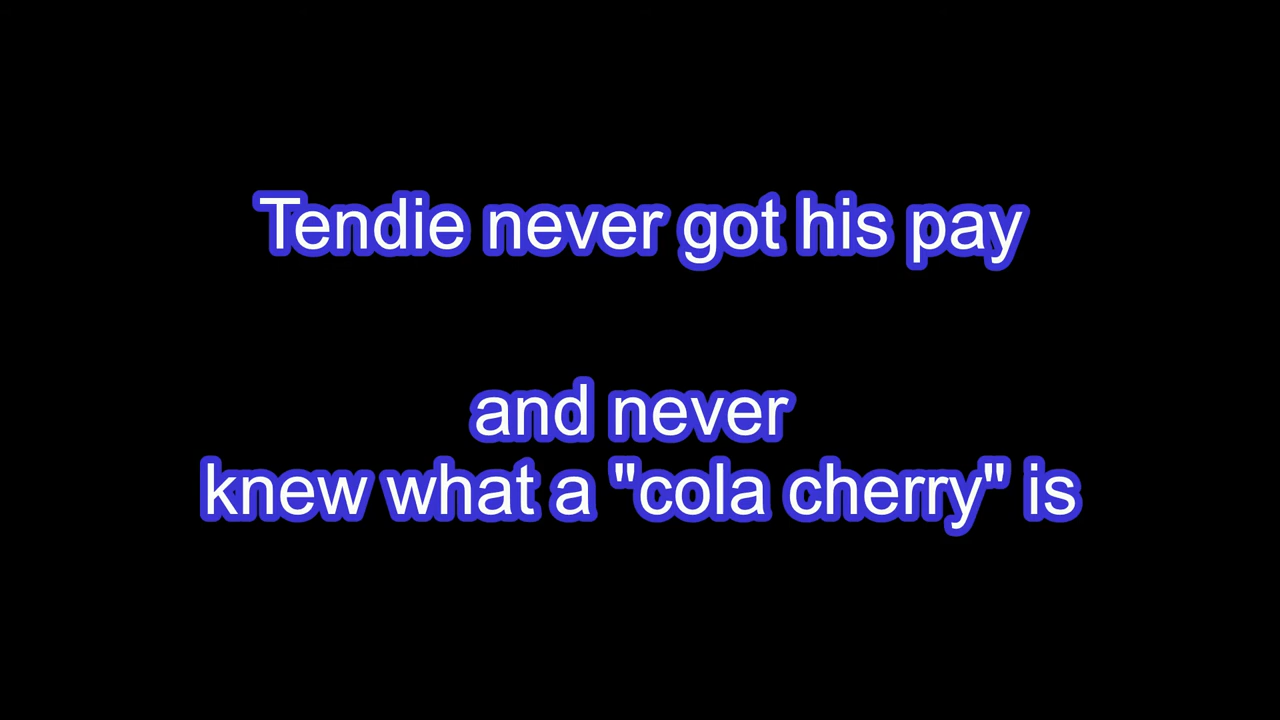 Tendie never got his pay
and never
knew what a "cola cherry" is